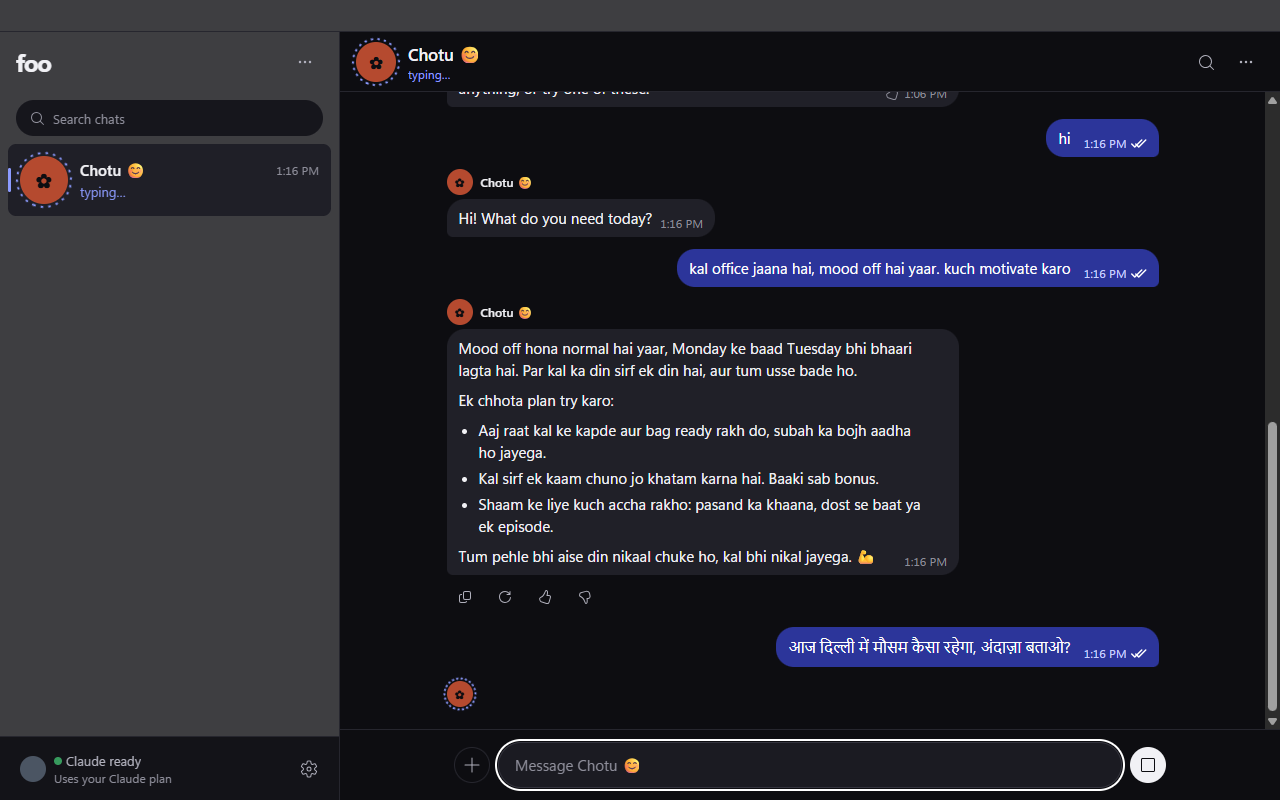 foo
Search chats
Chotu 😊 1:16 PM
typing...
Claude ready
Uses your Claude plan
Chotu 😊
typing...
anything, or try one of these. 1:06 PM
hi 1:16 PM
Chotu 😊
Hi! What do you need today? 1:16 PM
kal office jaana hai, mood off hai yaar. kuch motivate karo 1:16 PM
Chotu 😊
Mood off hona normal hai yaar, Monday ke baad Tuesday bhi bhaari
lagta hai. Par kal ka din sirf ek din hai, aur tum usse bade ho.
Ek chhota plan try karo:
• Aaj raat kal ke kapde aur bag ready rakh do, subah ka bojh aadha
ho jayega.
• Kal sirf ek kaam chuno jo khatam karna hai. Baaki sab bonus.
• Shaam ke liye kuch accha rakho: pasand ka khaana, dost se baat ya
ek episode.
Tum pehle bhi aise din nikaal chuke ho, kal bhi nikal jayega. 💪 1:16 PM
आज दिल्ली में मौसम कैसा रहेगा, अंदाज़ा बताओ? 1:16 PM
Message Chotu 😊